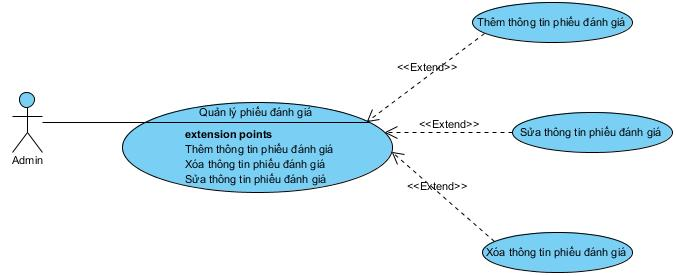 Thêm thông tin phiếu đánh giá
<<Extend>>
Quản lý phiếu đánh giá
extension points
Thêm thông tin phiếu đánh giá
Xóa thông tin phiếu đánh giá
Sửa thông tin phiếu đánh giá
Admin
<<Extend>>
Sửa thông tin phiếu đánh giá
<<Extend>>
Xóa thông tin phiếu đánh giá